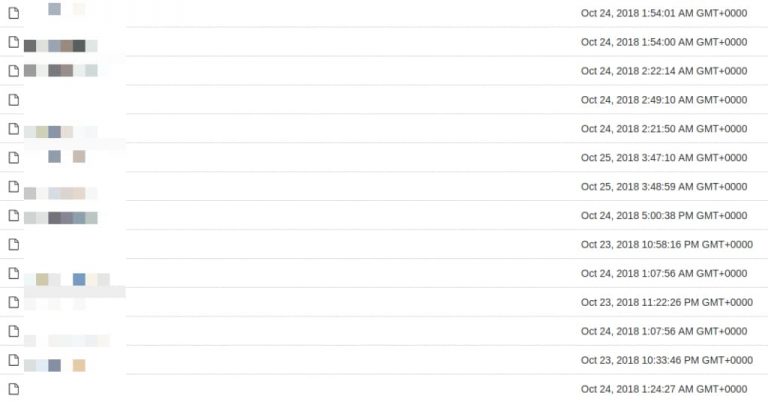 Oct 24, 2018 1:54:01 AM GMT+0000
Oct 24, 2018 1:54:00 AM GMT+0000
Oct 24, 2018 2:22:14 AM GMT+0000
Oct 24, 2018 2:49:10 AM GMT+0000
Oct 24, 2018 2:21:50 AM GMT+0000
Oct 25, 2018 3:47:10 AM GMT+0000
Oct 25, 2018 3:48:59 AM GMT+0000
Oct 24, 2018 5:00:38 PM GMT+0000
Oct 23, 2018 10:58:16 PM GMT+0000
Oct 24, 2018 1:07:56 AM GMT+0000
Oct 23, 2018 11:22:26 PM GMT+0000
Oct 24, 2018 1:07:56 AM GMT+0000
Oct 23, 2018 10:33:46 PM GMT+0000
Oct 24, 2018 1:24:27 AM GMT+0000